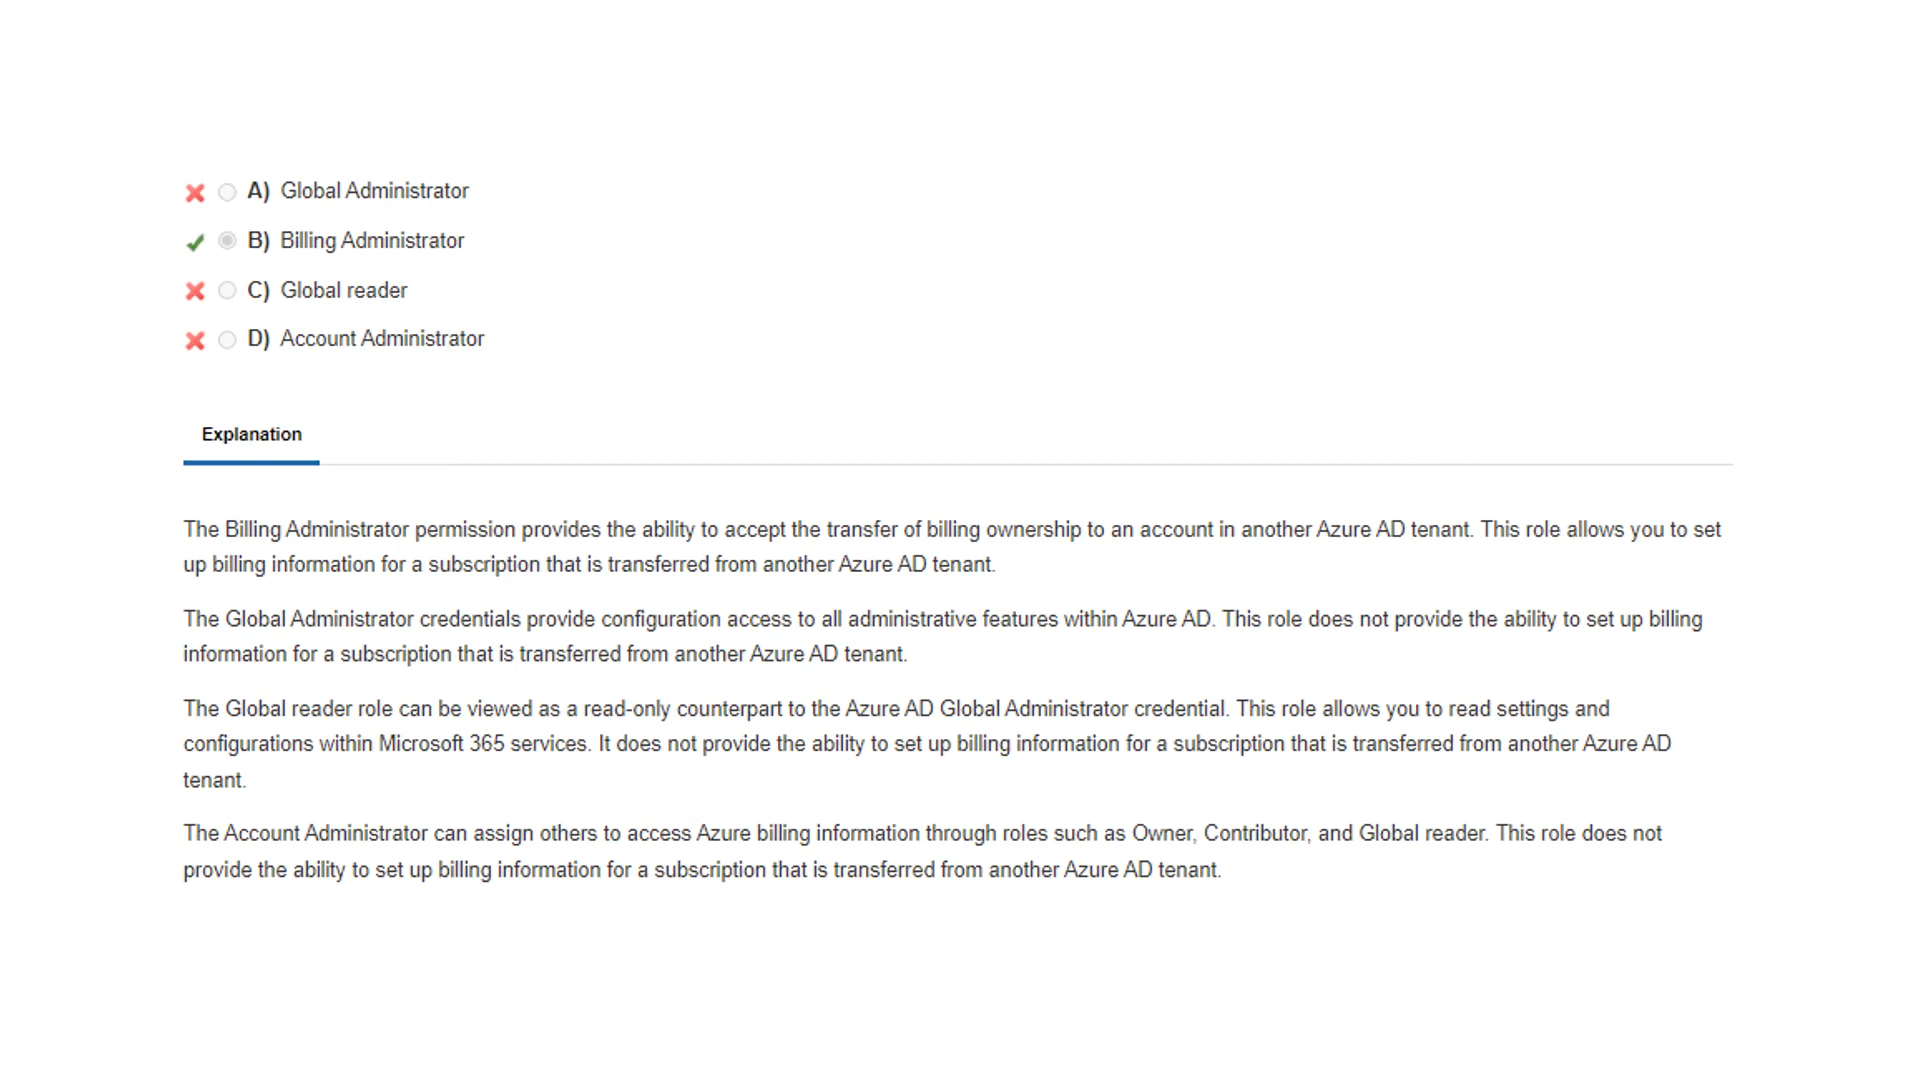 A) Global Administrator
B) Billing Administrator
C) Global reader
D) Account Administrator
Explanation
The Billing Administrator permission provides the ability to accept the transfer of billing ownership to an account in another Azure AD tenant. This role allows you to set
up billing information for a subscription that is transferred from another Azure AD tenant.
The Global Administrator credentials provide configuration access to all administrative features within Azure AD. This role does not provide the ability to set up billing
information for a subscription that is transferred from another Azure AD tenant.
The Global reader role can be viewed as a read-only counterpart to the Azure AD Global Administrator credential. This role allows you to read settings and
configurations within Microsoft 365 services. It does not provide the ability to set up billing information for a subscription that is transferred from another Azure AD
tenant.
The Account Administrator can assign others to access Azure billing information through roles such as Owner, Contributor, and Global reader. This role does not
provide the ability to set up billing information for a subscription that is transferred from another Azure AD tenant.